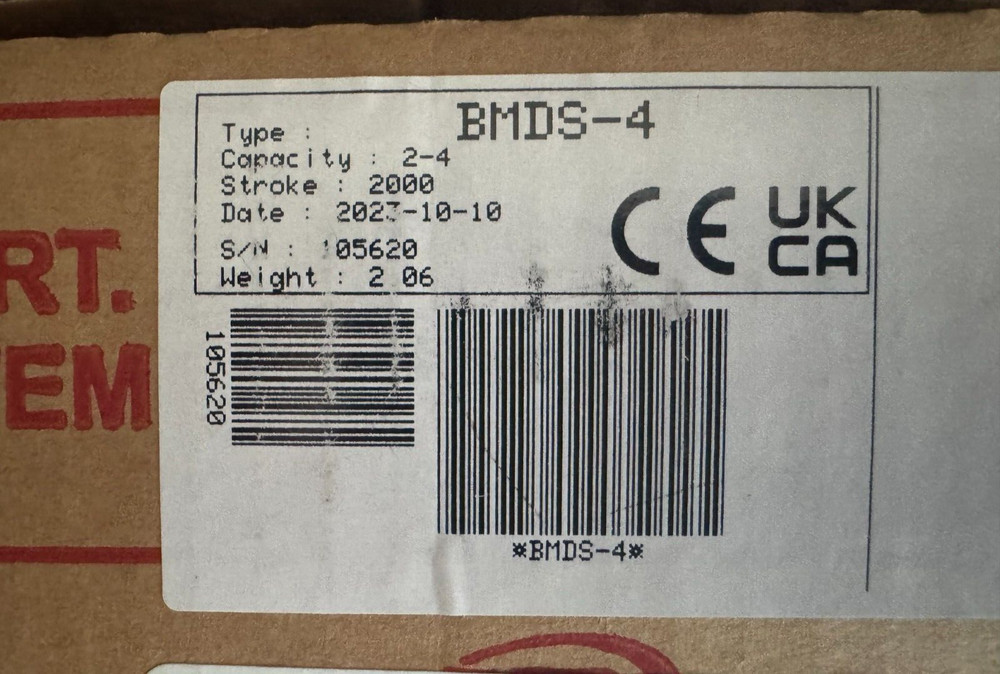 RT.
EM
Type : BMDS-4
Capacity : 2-4
Stroke : 2000
Date : 2023-10-10
S/N : 105620
Weight : 2 06
CE
UK
CA
105620
*BMDS-4*